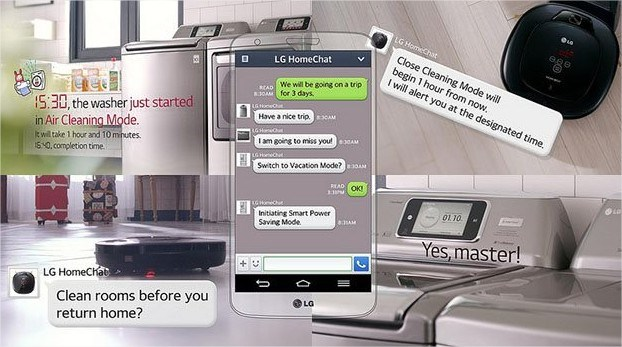 15:30, the washer just started
in Air Cleaning Mode.
It will take 1 hour and 10 minutes.
16:40, completion time.
LG HomeChat
We will be going on a trip
for 3 days.
READ
8:30AM
LG HomeChat
Have a nice trip.
8:30AM
LG HomeChat
I am going to miss you!
8:30AM
LG HomeChat
Switch to Vacation Mode?
8:30AM
READ
3:31PM
OK!
LG HomeChat
Initiating Smart Power
Saving Mode.
8:31AM
LG
LG HomeChat
Close Cleaning Mode will
begin 1 hour from now.
I will alert you at the designated time.
LG
LG HomeChat
Clean rooms before you
return home?
01:10
Yes, master!